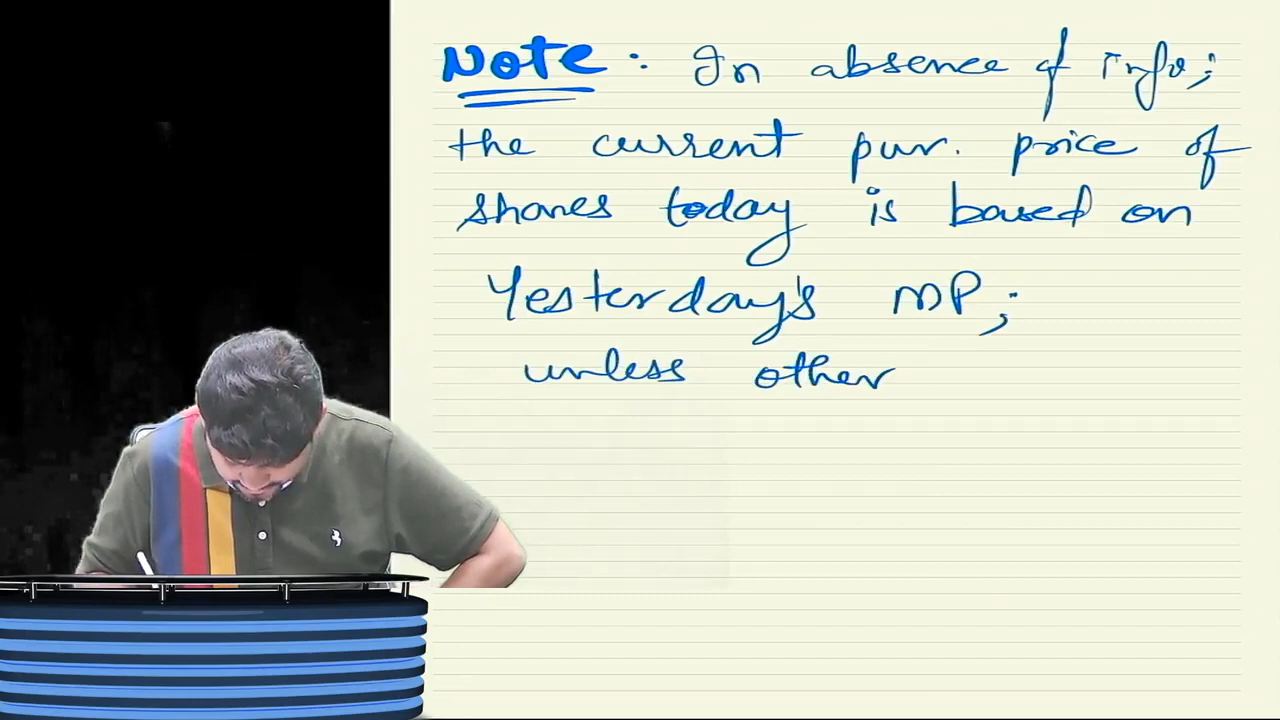 Note : In absence of info;
the current pur. price of
shares today is based on
Yesterday's MP;
unless other